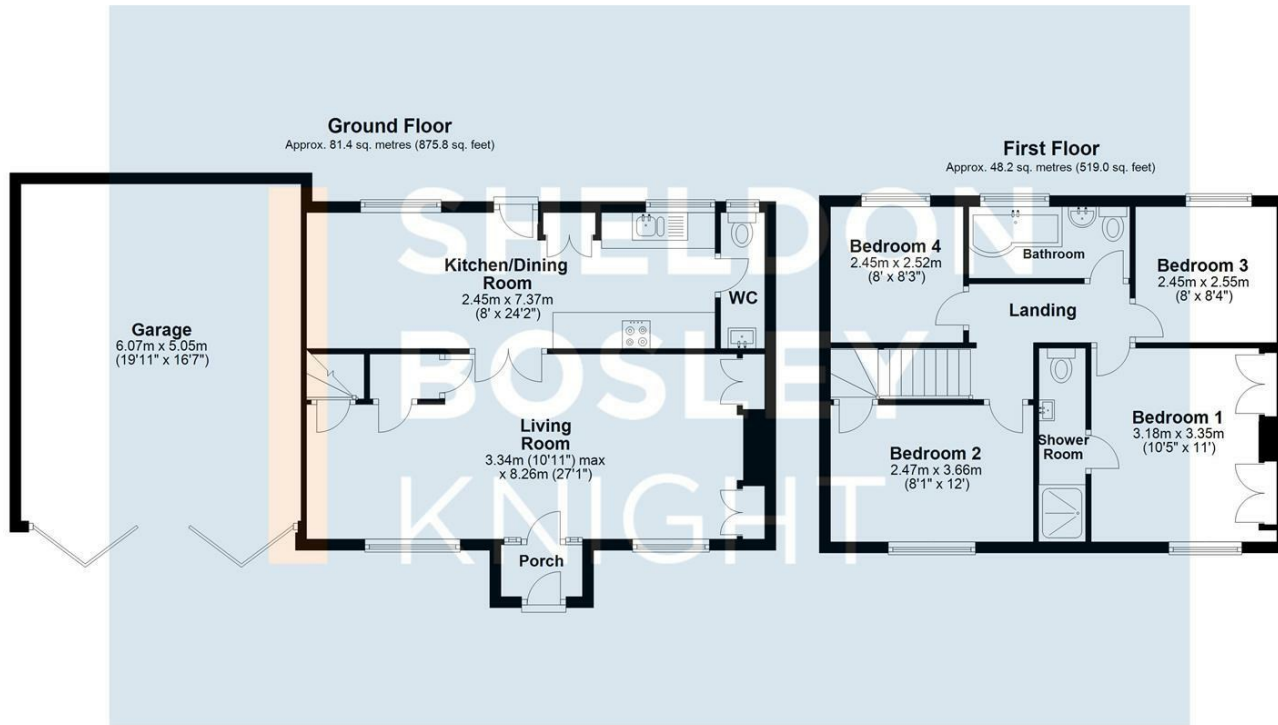 Ground Floor
Approx. 81.4 sq. metres (875.8 sq. feet)
First Floor
Approx. 48.2 sq. metres (519.0 sq. feet)
SHELDON
BOSLEY
KNIGHT
Garage
6.07m x 5.05m
(19'11" x 16'7")
Kitchen/Dining
Room
2.45m x 7.37m
(8' x 24'2")
WC
Living
Room
3.34m (10'11") max
x 8.26m (27'1")
Porch
Bedroom 4
2.45m x 2.52m
(8' x 8'3")
Bathroom
Bedroom 3
2.45m x 2.55m
(8' x 8'4")
Landing
Bedroom 2
2.47m x 3.66m
(8'1" x 12')
Shower
Room
Bedroom 1
3.18m x 3.35m
(10'5" x 11')